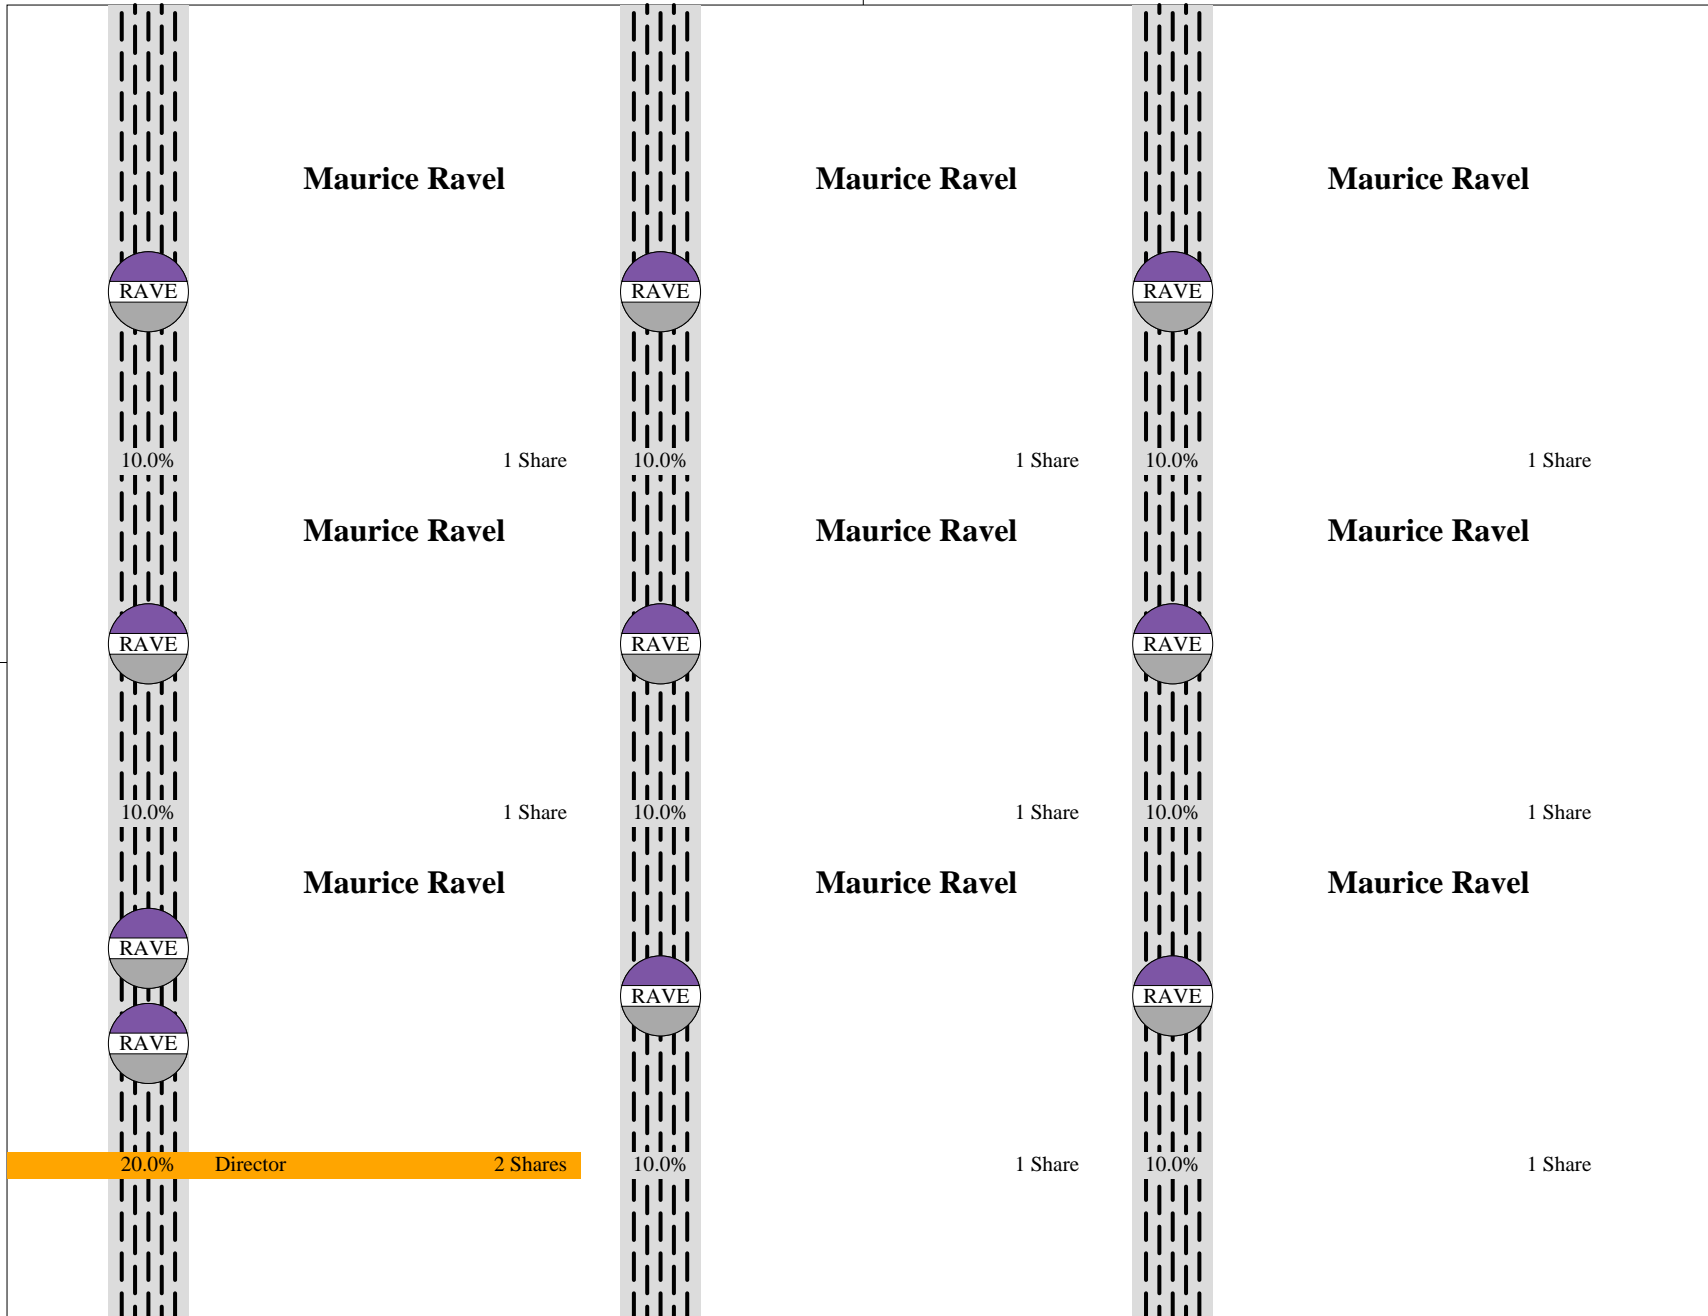 Maurice Ravel Maurice Ravel Maurice Ravel
RAVE RAVE RAVE
10.0% 1 Share 10.0% 1 Share 10.0% 1 Share
Maurice Ravel Maurice Ravel Maurice Ravel
RAVE RAVE RAVE
10.0% 1 Share 10.0% 1 Share 10.0% 1 Share
Maurice Ravel Maurice Ravel Maurice Ravel
RAVE
RAVE RAVE
RAVE
20.0% Director 2 Shares 10.0% 1 Share 10.0% 1 Share